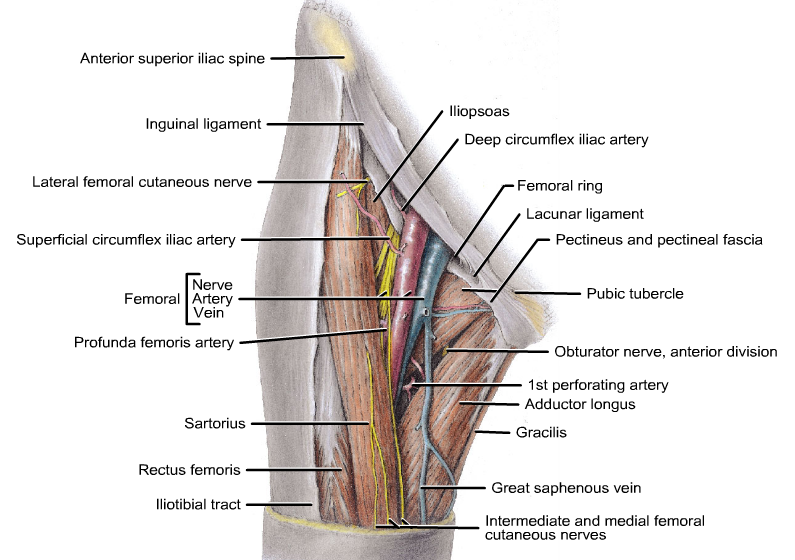 Anterior superior iliac spine
Inguinal ligament
Lateral femoral cutaneous nerve
Superficial circumflex iliac artery
Femoral
Nerve
Artery
Vein
Profunda femoris artery
Sartorius
Rectus femoris
Iliotibial tract
Iliopsoas
Deep circumflex iliac artery
Femoral ring
Lacunar ligament
Pectineus and pectineal fascia
Pubic tubercle
Obturator nerve, anterior division
1st perforating artery
Adductor longus
Gracilis
Great saphenous vein
Intermediate and medial femoral
cutaneous nerves